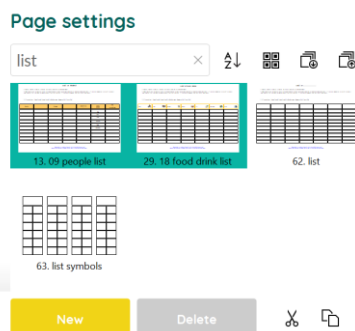 Page settings
list
13. 09 people list
29. 18 food drink list
62. list
63. list symbols
New
Delete